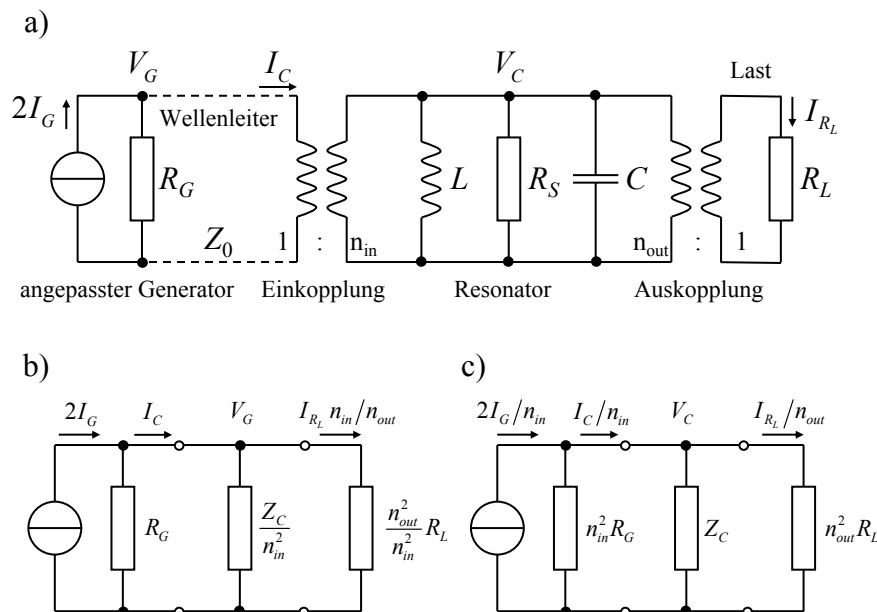 a)
V_G
I_C
V_C
Last
2I_G
Wellenleiter
I_{R_L}
R_G
L
R_S
C
R_L
Z_0
1 : n_in
n_out : 1
angepasster Generator
Einkopplung
Resonator
Auskopplung
b)
2I_G
I_C
V_G
I_{R_L} n_in/n_out
R_G
Z_C/n_in^2
n_out^2/n_in^2 R_L
c)
2I_G/n_in
I_C/n_in
V_C
I_{R_L}/n_out
n_in^2 R_G
Z_C
n_out^2 R_L